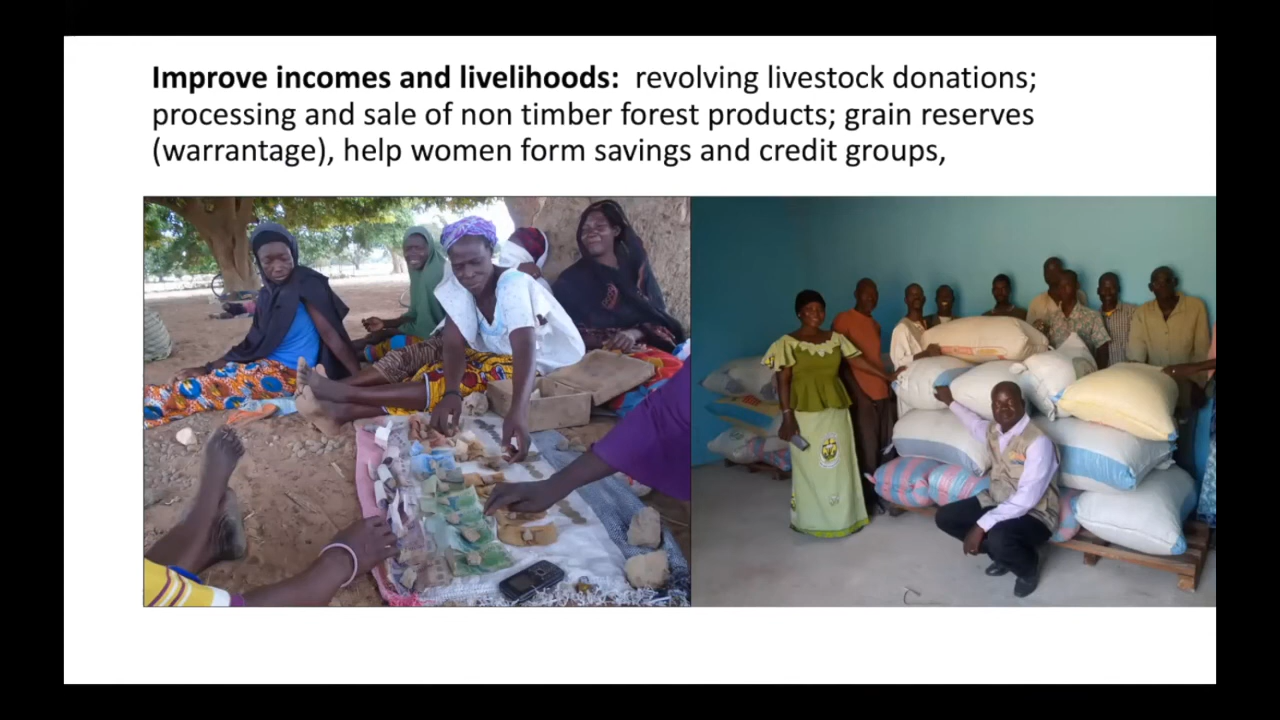 Improve incomes and livelihoods: revolving livestock donations;
processing and sale of non timber forest products; grain reserves
(warrantage), help women form savings and credit groups,